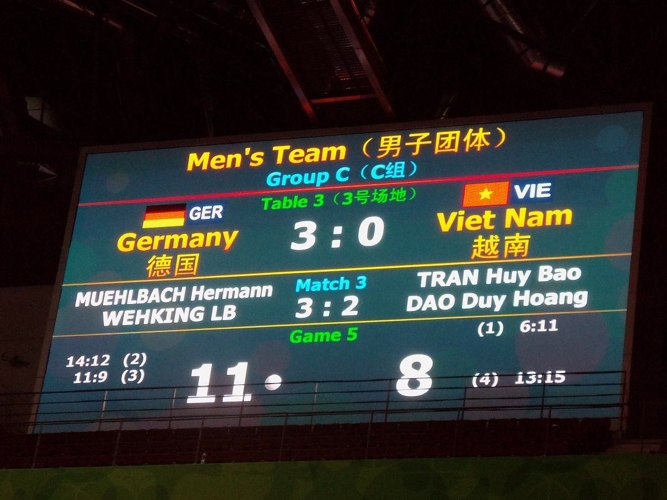 Men's Team（男子团体）
Group C（C组）
Table 3（3号场地）
GER 3 : 0 VIE
Germany Viet Nam
德国 越南
MUEHLBACH Hermann Match 3 TRAN Huy Bao
WEHKING LB 3 : 2 DAO Duy Hoang
Game 5 (1) 6:11
14:12 (2)
11:9 (3) 11 8 (4) 13:15